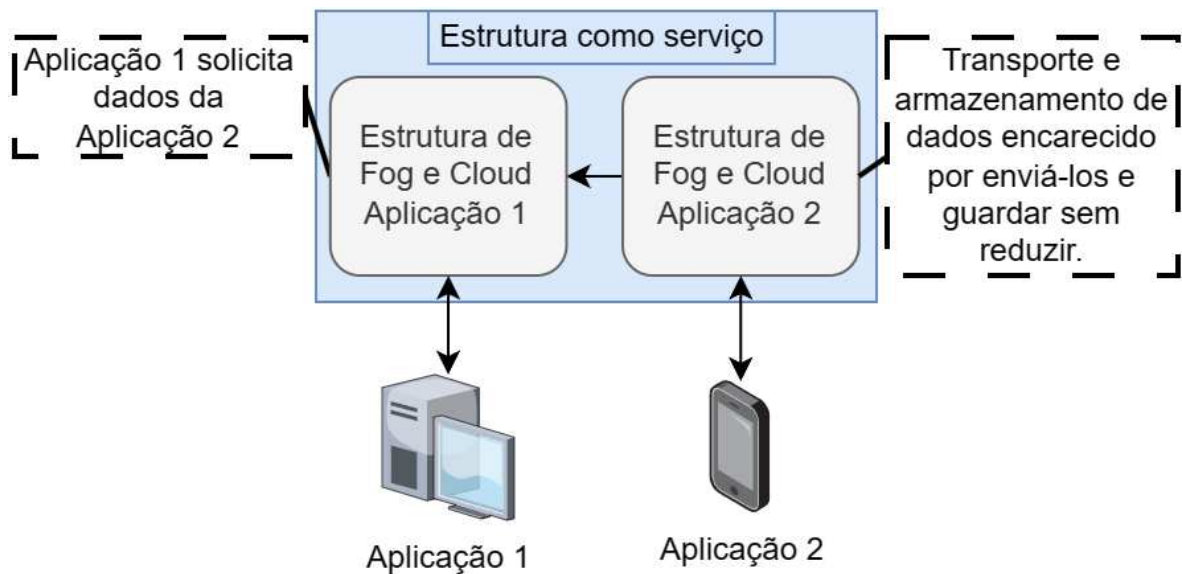 Estrutura como serviço
Aplicação 1 solicita
dados da
Aplicação 2
Estrutura de
Fog e Cloud
Aplicação 1
Estrutura de
Fog e Cloud
Aplicação 2
Transporte e
armazenamento de
dados encarecido
por enviá-los e
guardar sem
reduzir.
Aplicação 1
Aplicação 2